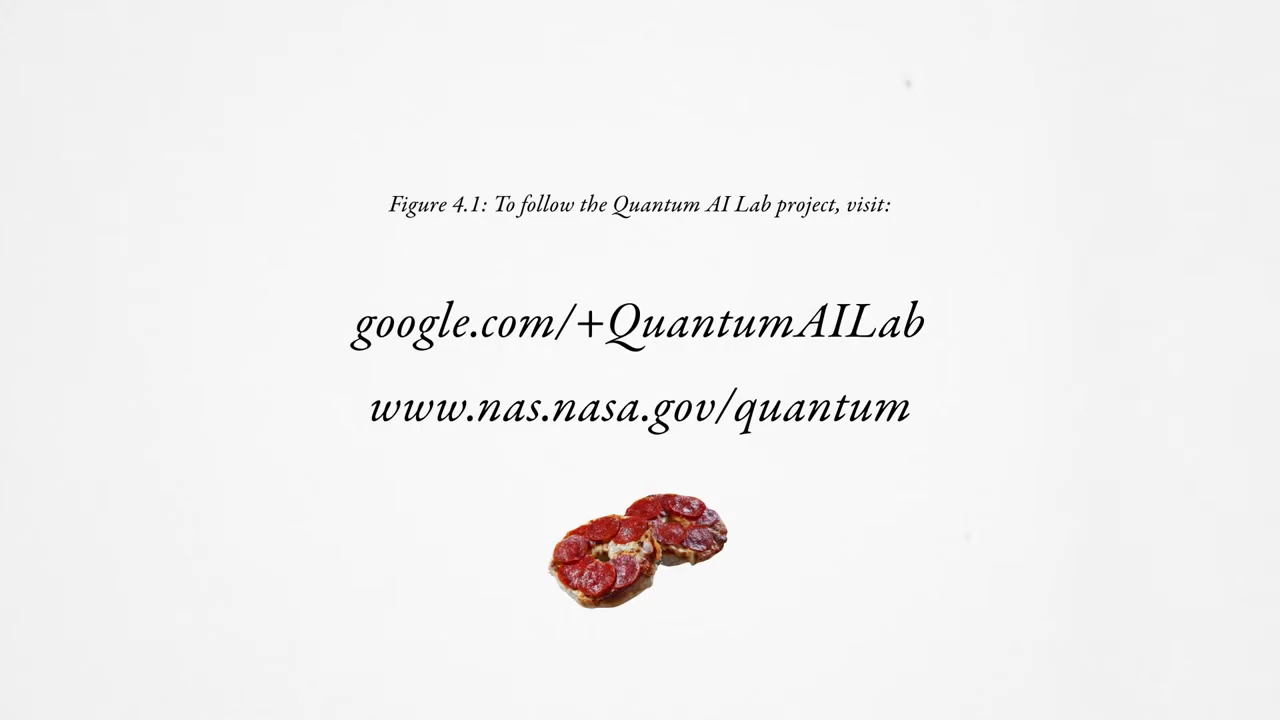 Figure 4.1: To follow the Quantum AI Lab project, visit:
google.com/+QuantumAILab
www.nas.nasa.gov/quantum